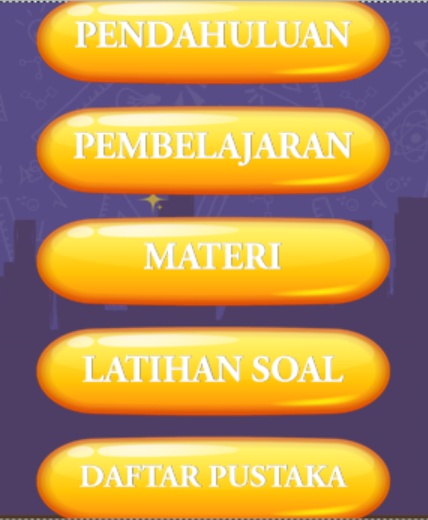 PENDAHULUAN
PEMBELAJARAN
MATERI
LATIHAN SOAL
DAFTAR PUSTAKA